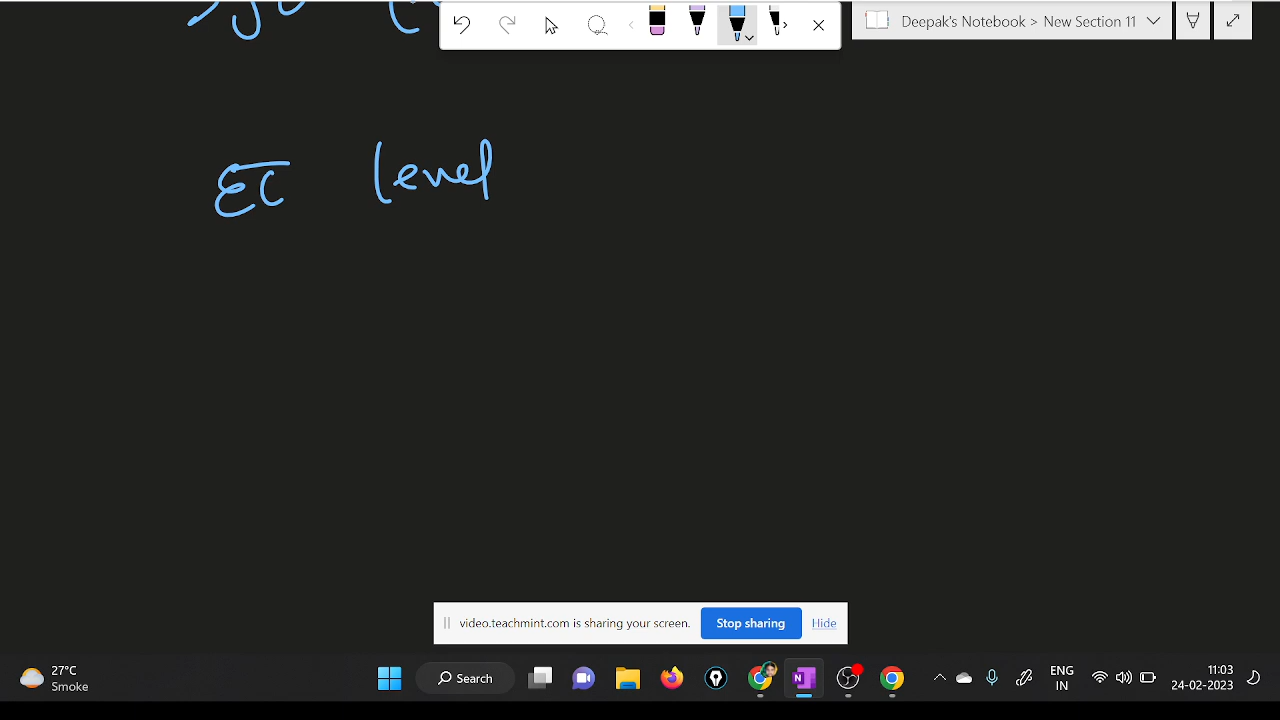 Deepak's Notebook > New Section 11
EC level
video.teachmint.com is sharing your screen.
Stop sharing
Hide
27°C
Smoke
Search
ENG
IN
11:03
24-02-2023